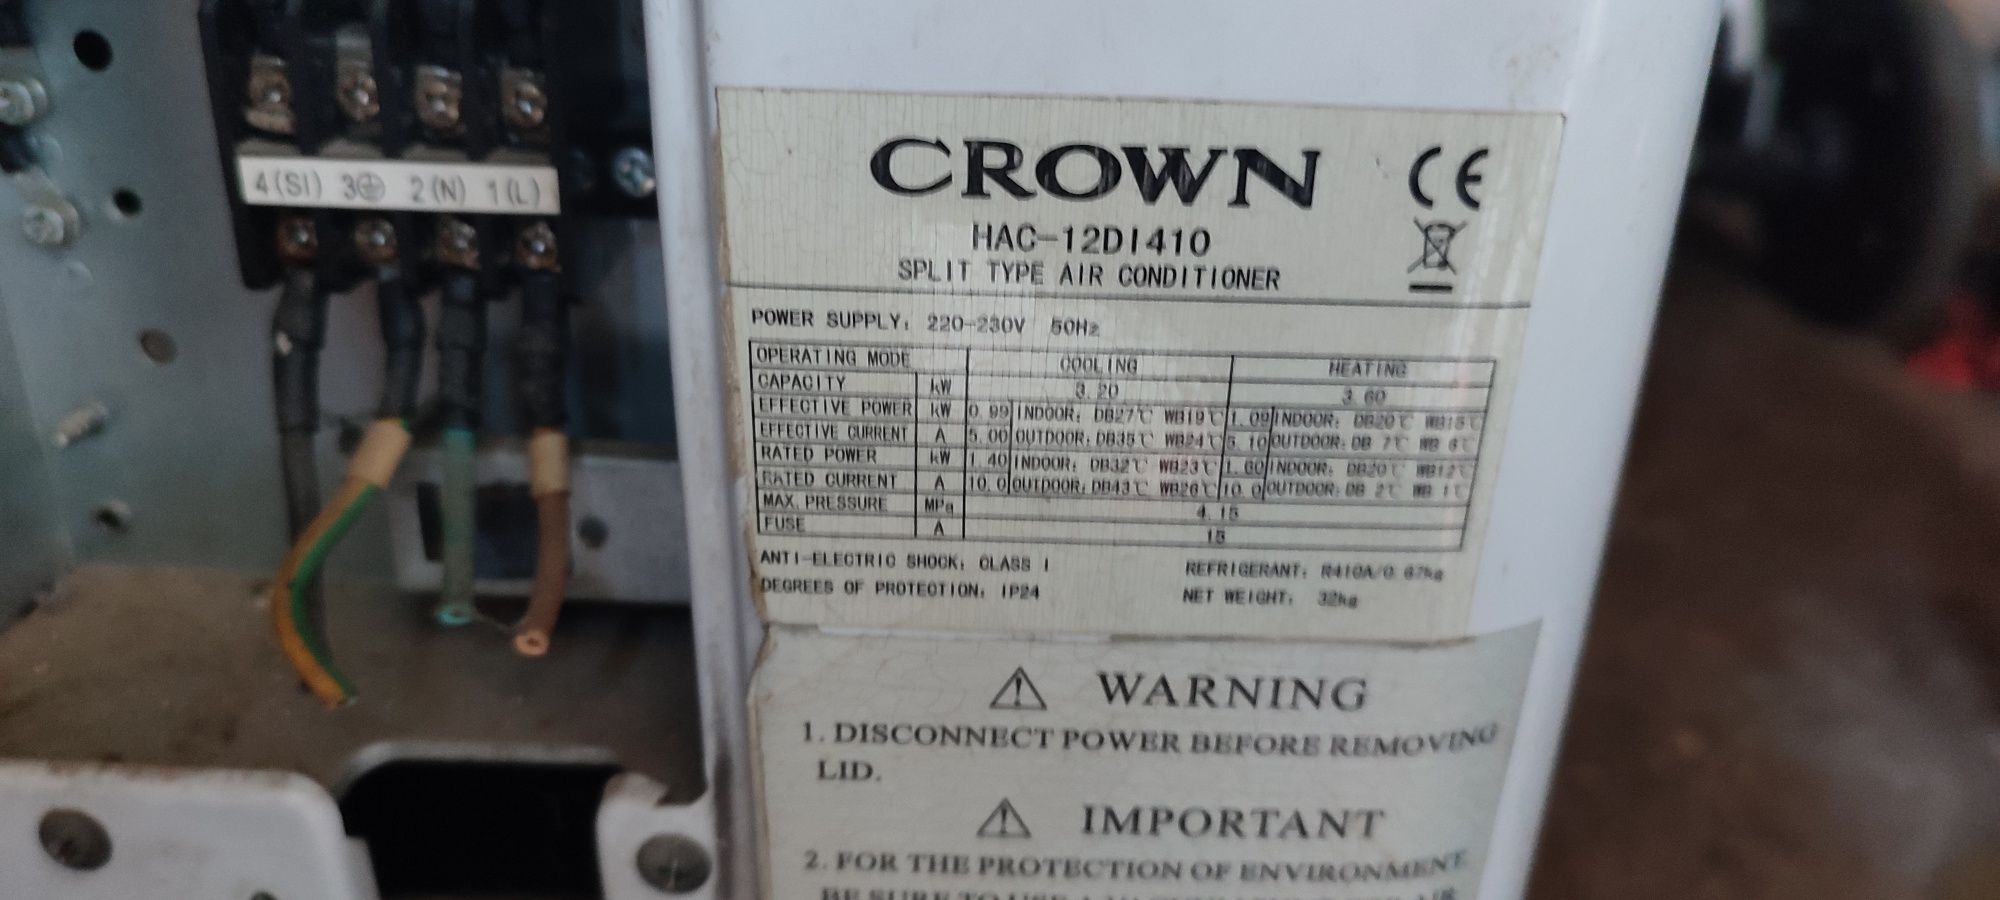 4(SI) 3 2(N) 1(L)
CROWN CE
HAC-12DI410
SPLIT TYPE AIR CONDITIONER
POWER SUPPLY: 220-230V 50Hz
OPERATING MODE COOLING HEATING
CAPACITY kW 3.20 3.60
EFFECTIVE POWER kW 0.99 INDOOR: DB27℃ WB19℃ 1.09 INDOOR: DB20℃ WB15℃
EFFECTIVE CURRENT A 5.00 OUTDOOR: DB35℃ WB24℃ 5.10 OUTDOOR: DB 7℃ WB 6℃
RATED POWER kW 1.40 INDOOR: DB32℃ WB23℃ 1.60 INDOOR: DB20℃ WB12℃
RATED CURRENT A 10.0 OUTDOOR: DB43℃ WB26℃ 10.0 OUTDOOR: DB 2℃ WB 1℃
MAX. PRESSURE MPa 4.15
FUSE A 15
ANTI-ELECTRIC SHOCK: CLASS I
REFRIGERANT: R410A/0.87kg
DEGREES OF PROTECTION: IP24
NET WEIGHT: 32kg
WARNING
1. DISCONNECT POWER BEFORE REMOVING
LID.
IMPORTANT
2. FOR THE PROTECTION OF ENVIRONMENT
BE SURE TO USE A